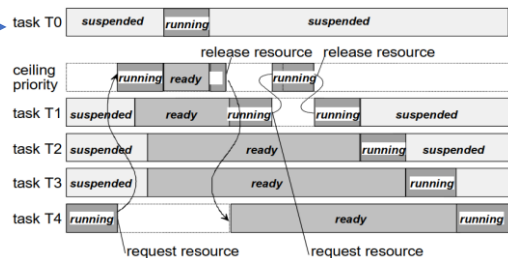 task T0 suspended running suspended
release resource release resource
ceiling priority running ready running
task T1 suspended ready running running suspended
task T2 suspended ready running suspended
task T3 suspended ready running
task T4 running ready running
request resource request resource